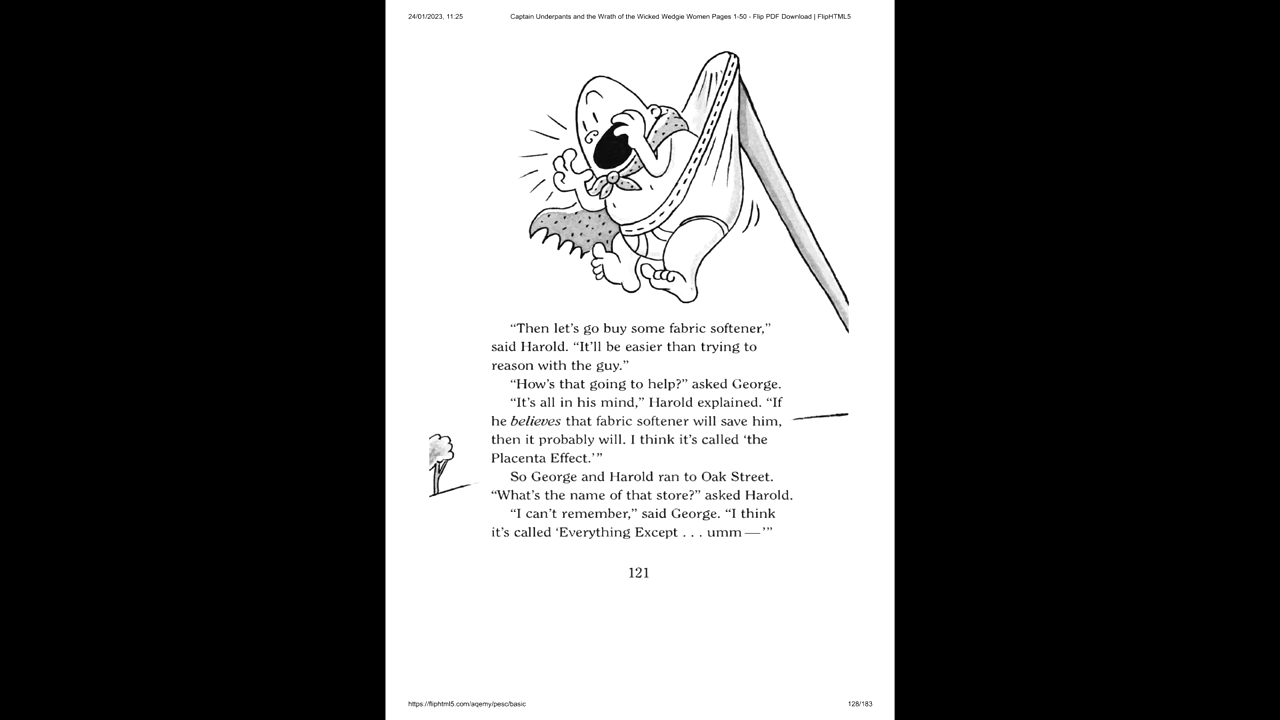 24/01/2023, 11:25
Captain Underpants and the Wrath of the Wicked Wedgie Women Pages 1-50 - Flip PDF Download | FlipHTML5
“Then let’s go buy some fabric softener,”
said Harold. “It’ll be easier than trying to
reason with the guy.”
“How’s that going to help?” asked George.
“It’s all in his mind,” Harold explained. “If
he believes that fabric softener will save him,
then it probably will. I think it’s called ‘the
Placenta Effect.’”
So George and Harold ran to Oak Street.
“What’s the name of that store?” asked Harold.
“I can’t remember,” said George. “I think
it’s called ‘Everything Except . . . umm —’”
121
https://fliphtml5.com/aqemy/pesc/basic
128/183